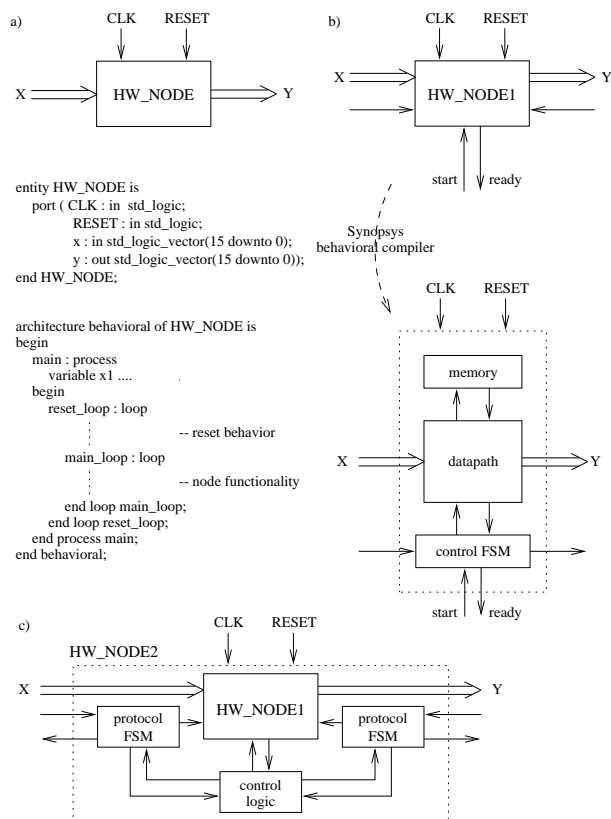 a)
CLK
RESET
X
HW_NODE
Y
entity HW_NODE is
port ( CLK : in std_logic;
RESET : in std_logic;
x : in std_logic_vector(15 downto 0);
y : out std_logic_vector(15 downto 0));
end HW_NODE;
architecture behavioral of HW_NODE is
begin
main : process
variable x1 ....
begin
reset_loop : loop
-- reset behavior
main_loop : loop
-- node functionality
end loop main_loop;
end loop reset_loop;
end process main;
end behavioral;
b)
CLK
RESET
X
HW_NODE1
Y
start
ready
Synopsys
behavioral compiler
CLK
RESET
memory
X
datapath
Y
control FSM
start
ready
c)
CLK
RESET
HW_NODE2
X
HW_NODE1
Y
protocol
FSM
protocol
FSM
control
logic